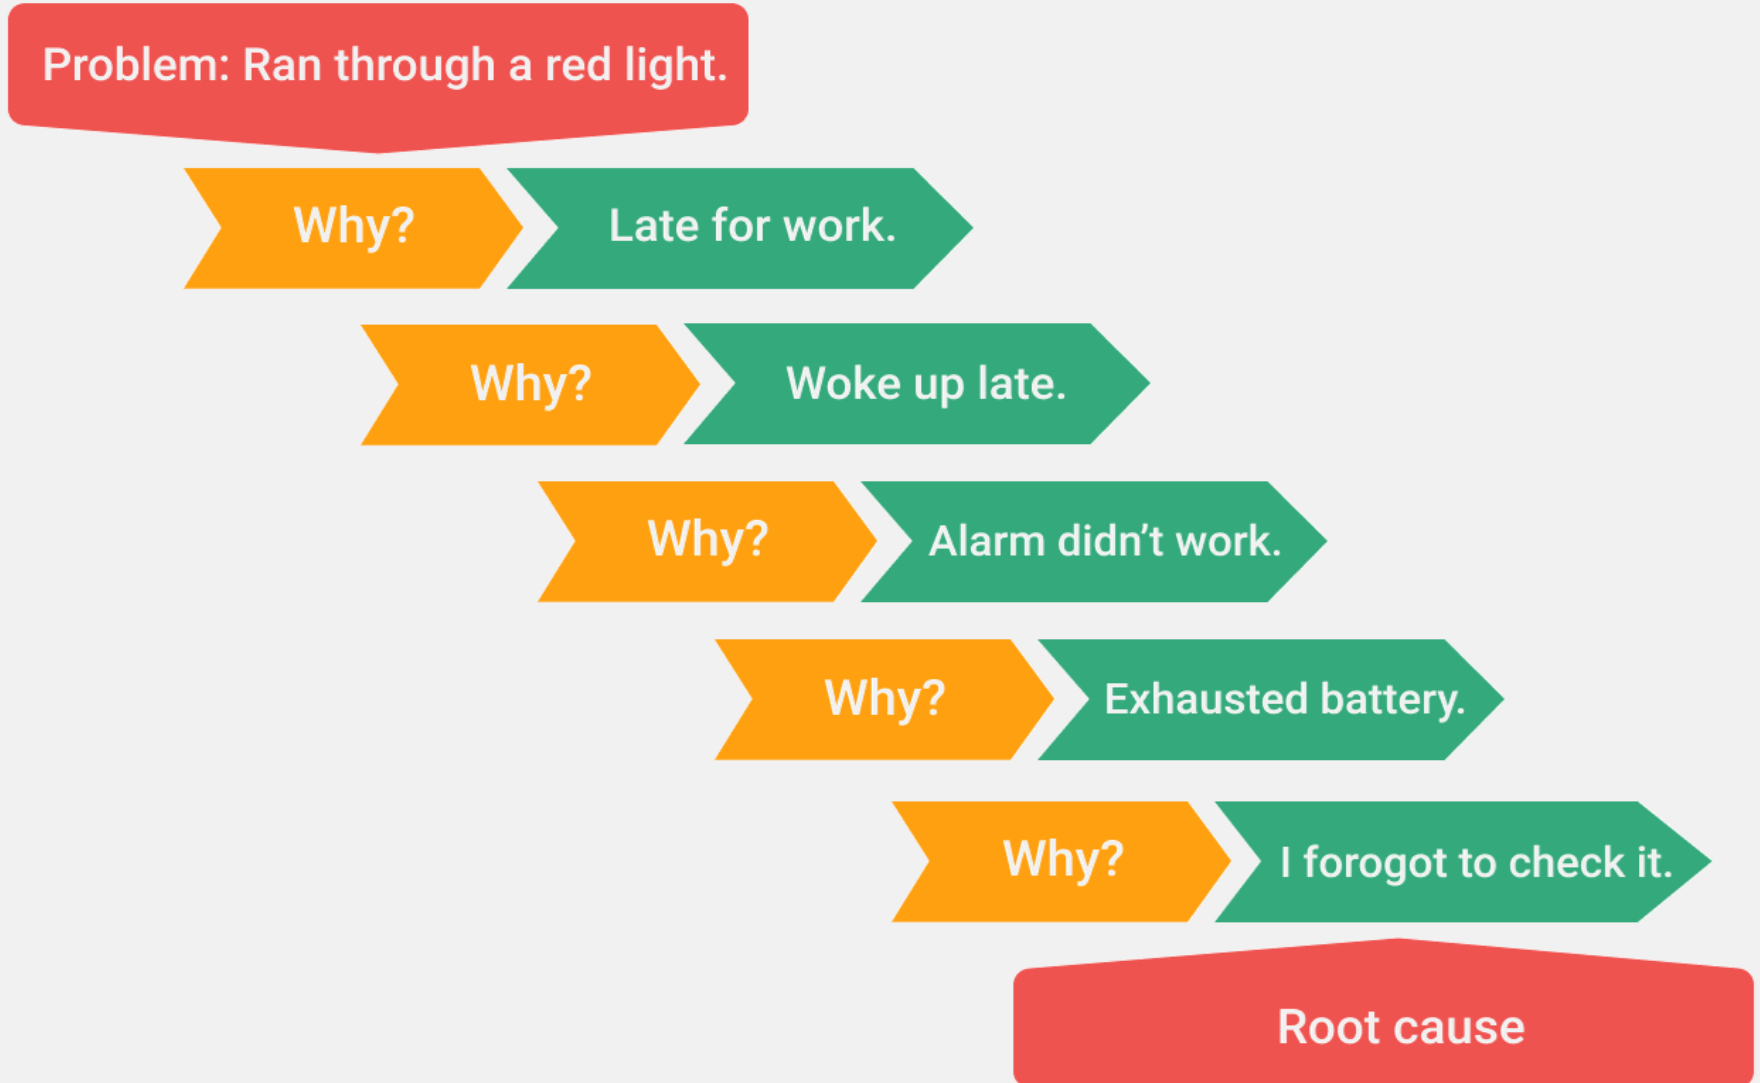 Problem: Ran through a red light.
Why? Late for work.
Why? Woke up late.
Why? Alarm didn’t work.
Why? Exhausted battery.
Why? I forogot to check it.
Root cause